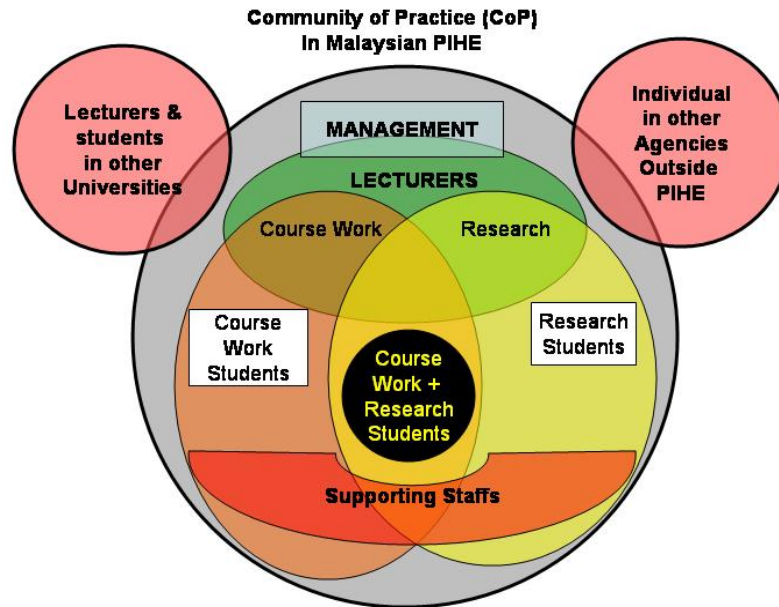 Community of Practice (CoP)
In Malaysian PIHE
Lecturers &
students
in other
Universities
Individual
in other
Agencies
Outside
PIHE
MANAGEMENT
LECTURERS
Course Work
Research
Course
Work
Students
Research
Students
Course
Work +
Research
Students
Supporting Staffs